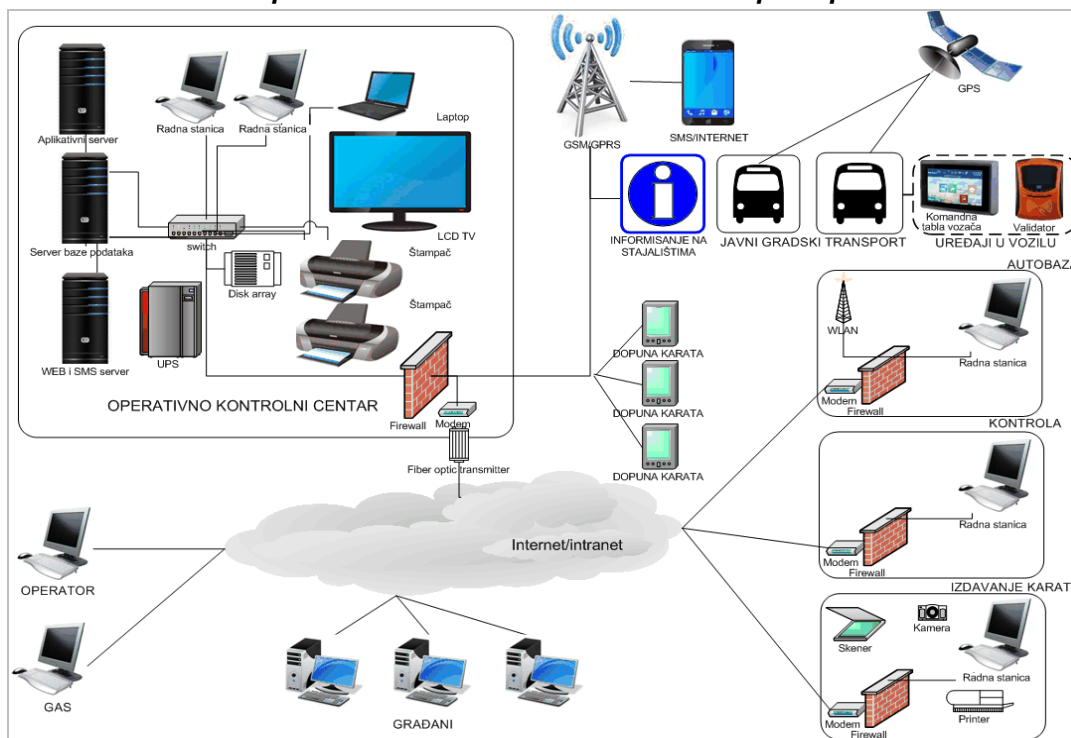 Aplikativni server
Radna stanica
Radna stanica
Laptop
Server baze podataka
switch
LCD TV
Disk array
Štampač
Štampač
WEB i SMS server
UPS
OPERATIVNO KONTROLNI CENTAR
Firewall
Modem
Fiber optic transmitter
GSM/GPRS
SMS/INTERNET
GPS
INFORMISANJE NA
STAJALIŠTIMA
JAVNI GRADSKI TRANSPORT
Komandna
tabla vozača
Validator
UREĐAJI U VOZILU
DOPUNA KARATA
DOPUNA KARATA
DOPUNA KARATA
AUTOBAZA
WLAN
Radna stanica
Modem
Firewall
KONTROLA
Radna stanica
Modem
Firewall
IZDAVANJE KARATA
Skener
Kamera
Radna stanica
Modem
Firewall
Printer
Internet/intranet
OPERATOR
GAS
GRAĐANI